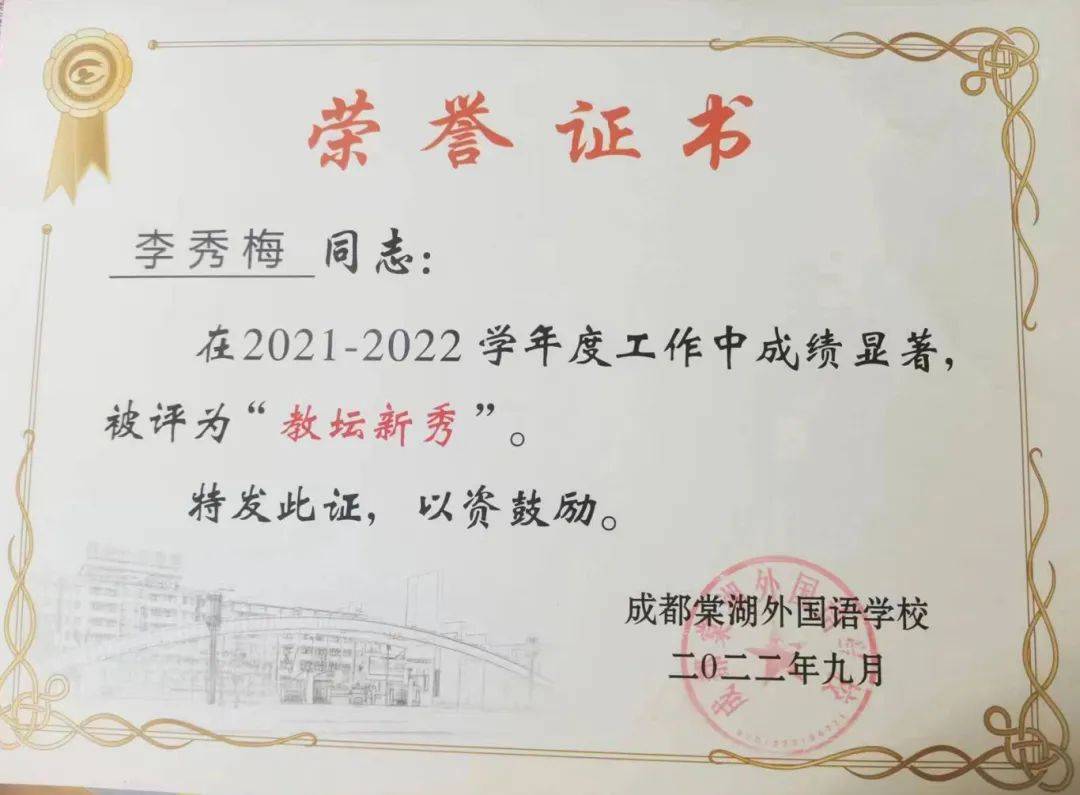 荣誉证书
李秀梅 同志：
在2021-2022学年度工作中成绩显著，
被评为“教坛新秀”。
特发此证，以资鼓励。
成都棠湖外国语学校
二〇二二年九月